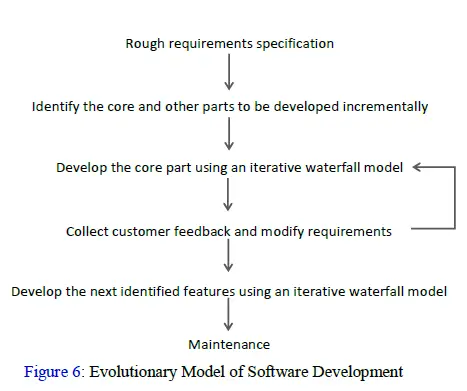 Rough requirements specification
Identify the core and other parts to be developed incrementally
Develop the core part using an iterative waterfall model
Collect customer feedback and modify requirements
Develop the next identified features using an iterative waterfall model
Maintenance
Figure 6: Evolutionary Model of Software Development